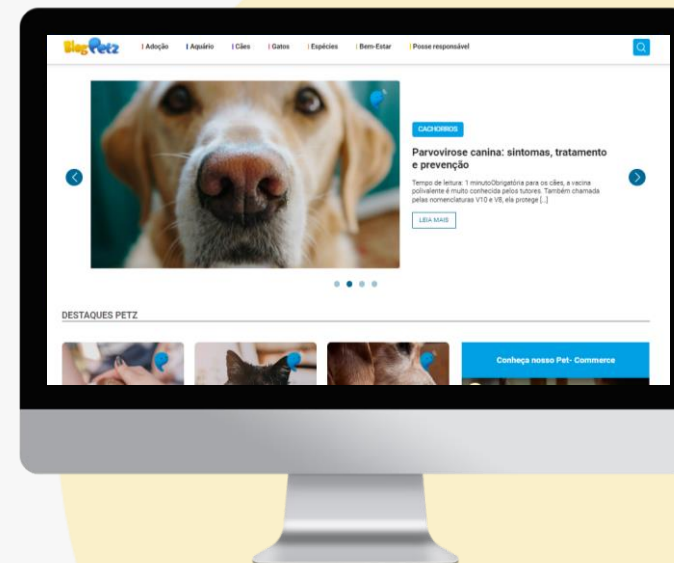 BlogPetz
Adoção
Aquário
Cães
Gatos
Espécies
Bem-Estar
Posse responsável
CACHORROS
Parvovirose canina: sintomas, tratamento
e prevenção
Tempo de leitura: 1 minutoObrigatória para os cães, a vacina
polivalente é muito conhecida pelos tutores. Também chamada
pelas nomenclaturas V10 e V8, ela protege [...]
LEIA MAIS
DESTAQUES PETZ
Conheça nosso Pet- Commerce